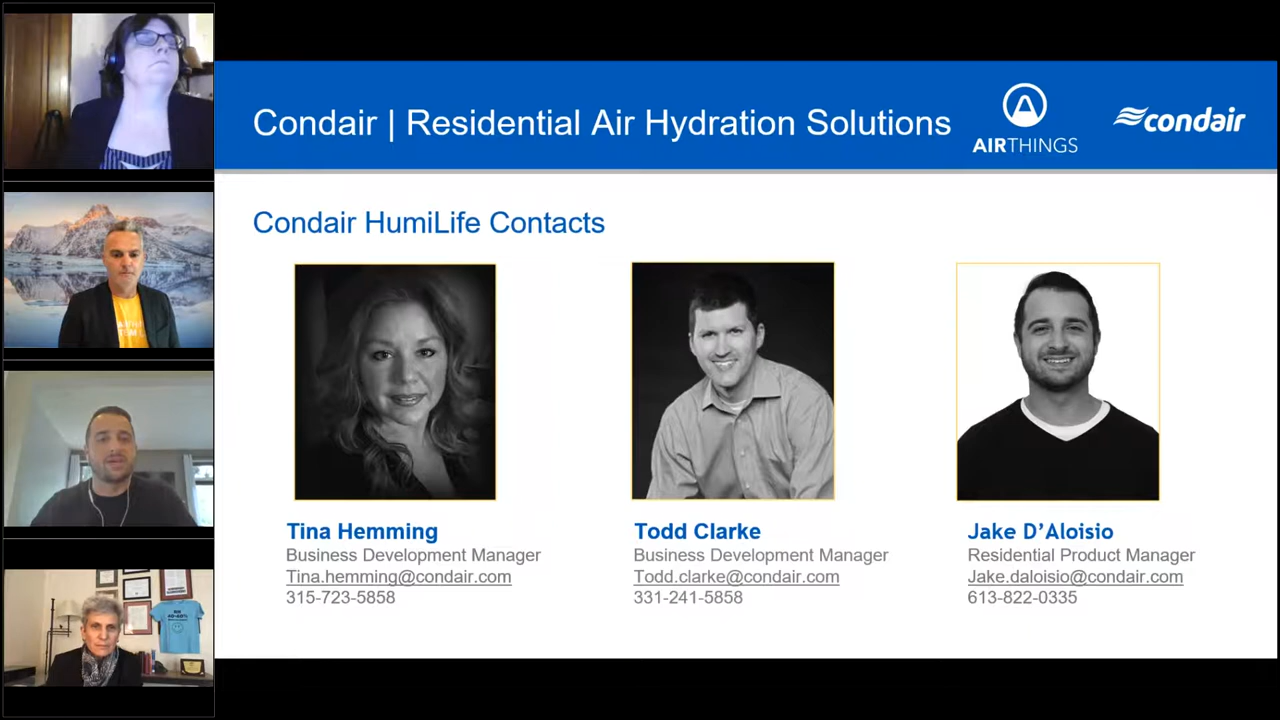 Condair | Residential Air Hydration Solutions
AIRTHINGS
condair
Condair HumiLife Contacts
Tina Hemming
Business Development Manager
Tina.hemming@condair.com
315-723-5858
Todd Clarke
Business Development Manager
Todd.clarke@condair.com
331-241-5858
Jake D’Aloisio
Residential Product Manager
Jake.daloisio@condair.com
613-822-0335